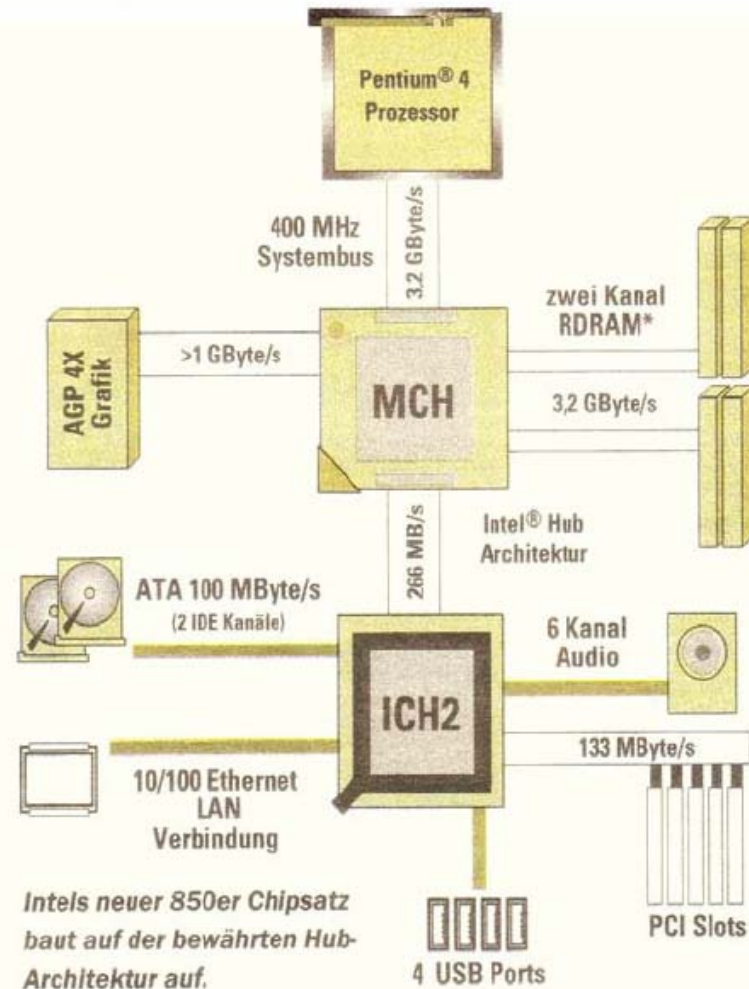 Pentium® 4
Prozessor
400 MHz
Systembus
3,2 GByte/s
zwei Kanal
RDRAM*
AGP 4X
Grafik
>1 GByte/s
MCH
3,2 GByte/s
266 MB/s
Intel® Hub
Architektur
ATA 100 MByte/s
(2 IDE Kanäle)
6 Kanal
Audio
ICH2
133 MByte/s
10/100 Ethernet
LAN
Verbindung
PCI Slots
4 USB Ports
Intels neuer 850er Chipsatz
baut auf der bewährten Hub-
Architektur auf.